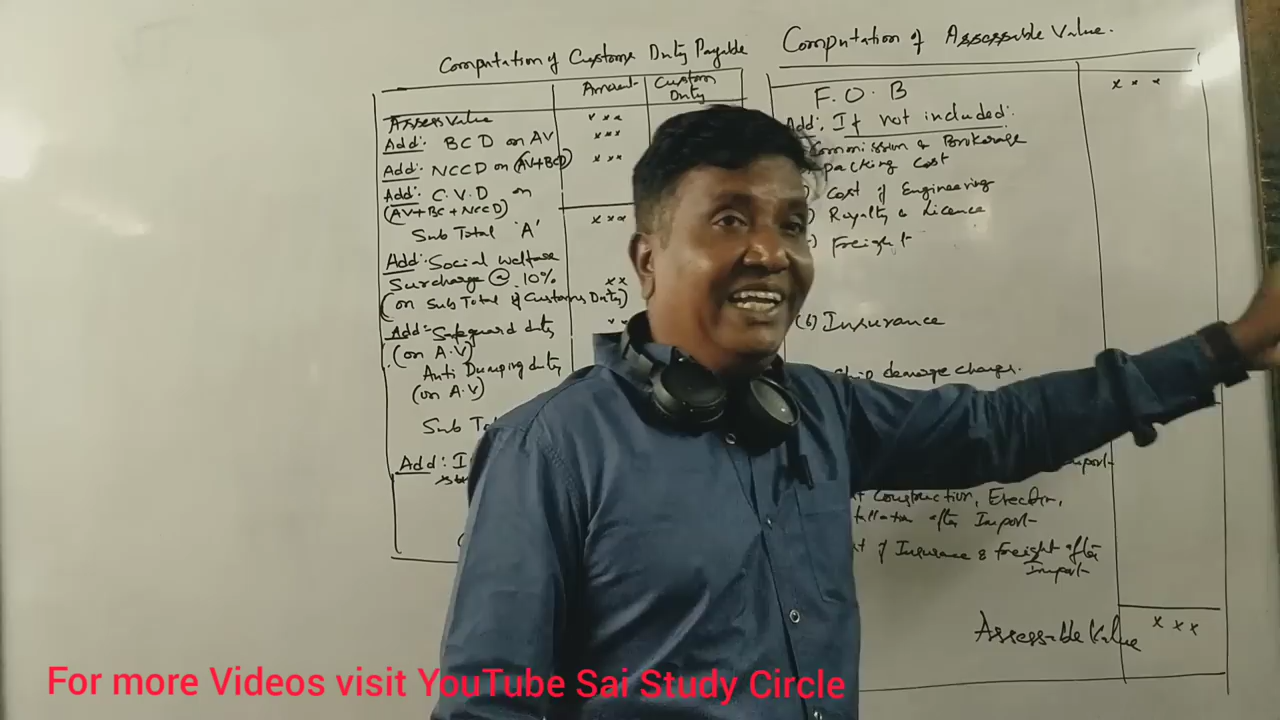 Computation of Customs Duty Payable
Amount
Custom Duty
Assess Value
Add: BCD on AV
Add: NCCD on (AV+BCD)
Add: C.V.D on
(AV+BC+NCCD)
Sub Total 'A'
Add: Social welfare
Surcharge @ 10%
(on Sub Total of Customs Duty)
Add: Safeguard duty
(on A.V)
Anti Dumping duty
(on A.V)
Sub
Add: I
xxx
xxx
xxx
xxx
xx
Computation of Assessable Value.
F.O.B
xxx
Add: If not included:
Commission & Brokerage
packing Cost
Cost of Engineering
Royalty & Licence
Freight
(6) Insurance
Ship demage charges.
Construction, Erection,
after Import
of Insurance & Freight after
Import
Assessable Value
xxx
For more Videos visit YouTube Sai Study Circle